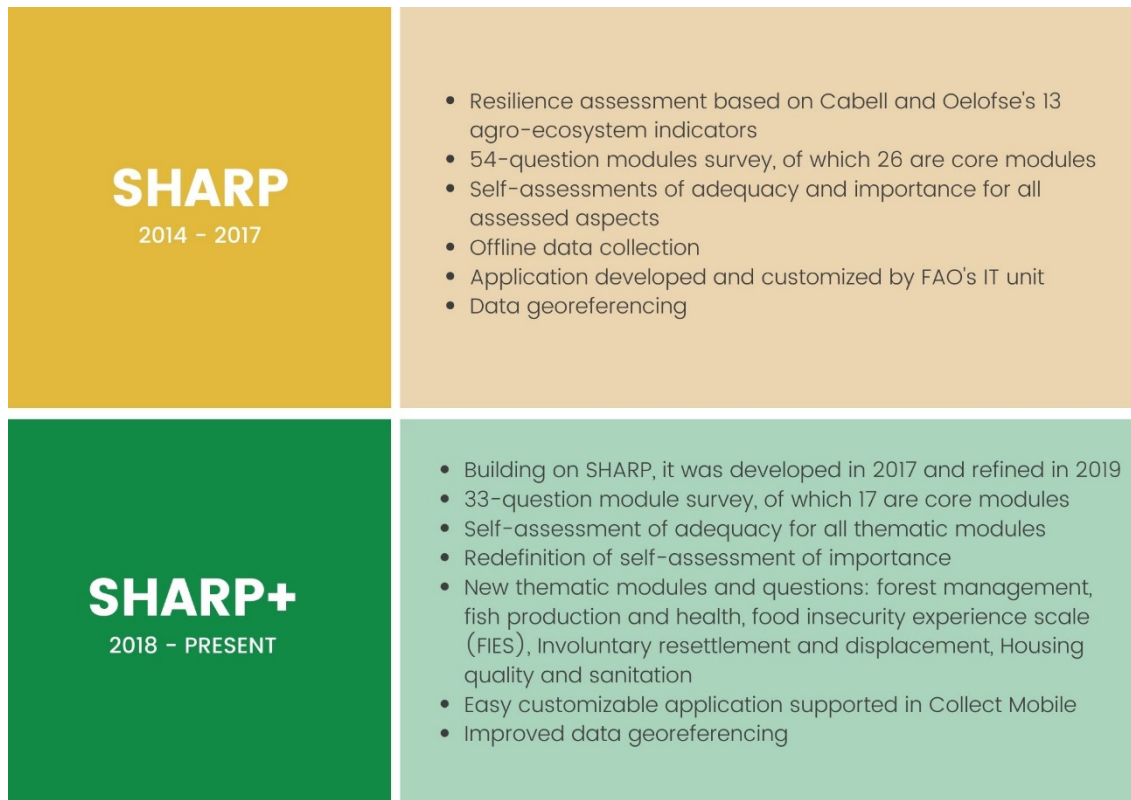 SHARP
2014 - 2017
• Resilience assessment based on Cabell and Oelofse's 13
agro-ecosystem indicators
• 54-question modules survey, of which 26 are core modules
• Self-assessments of adequacy and importance for all
assessed aspects
• Offline data collection
• Application developed and customized by FAO's IT unit
• Data georeferencing
SHARP+
2018 - PRESENT
• Building on SHARP, it was developed in 2017 and refined in 2019
• 33-question module survey, of which 17 are core modules
• Self-assessment of adequacy for all thematic modules
• Redefinition of self-assessment of importance
• New thematic modules and questions: forest management,
fish production and health, food insecurity experience scale
(FIES), Involuntary resettlement and displacement, Housing
quality and sanitation
• Easy customizable application supported in Collect Mobile
• Improved data georeferencing